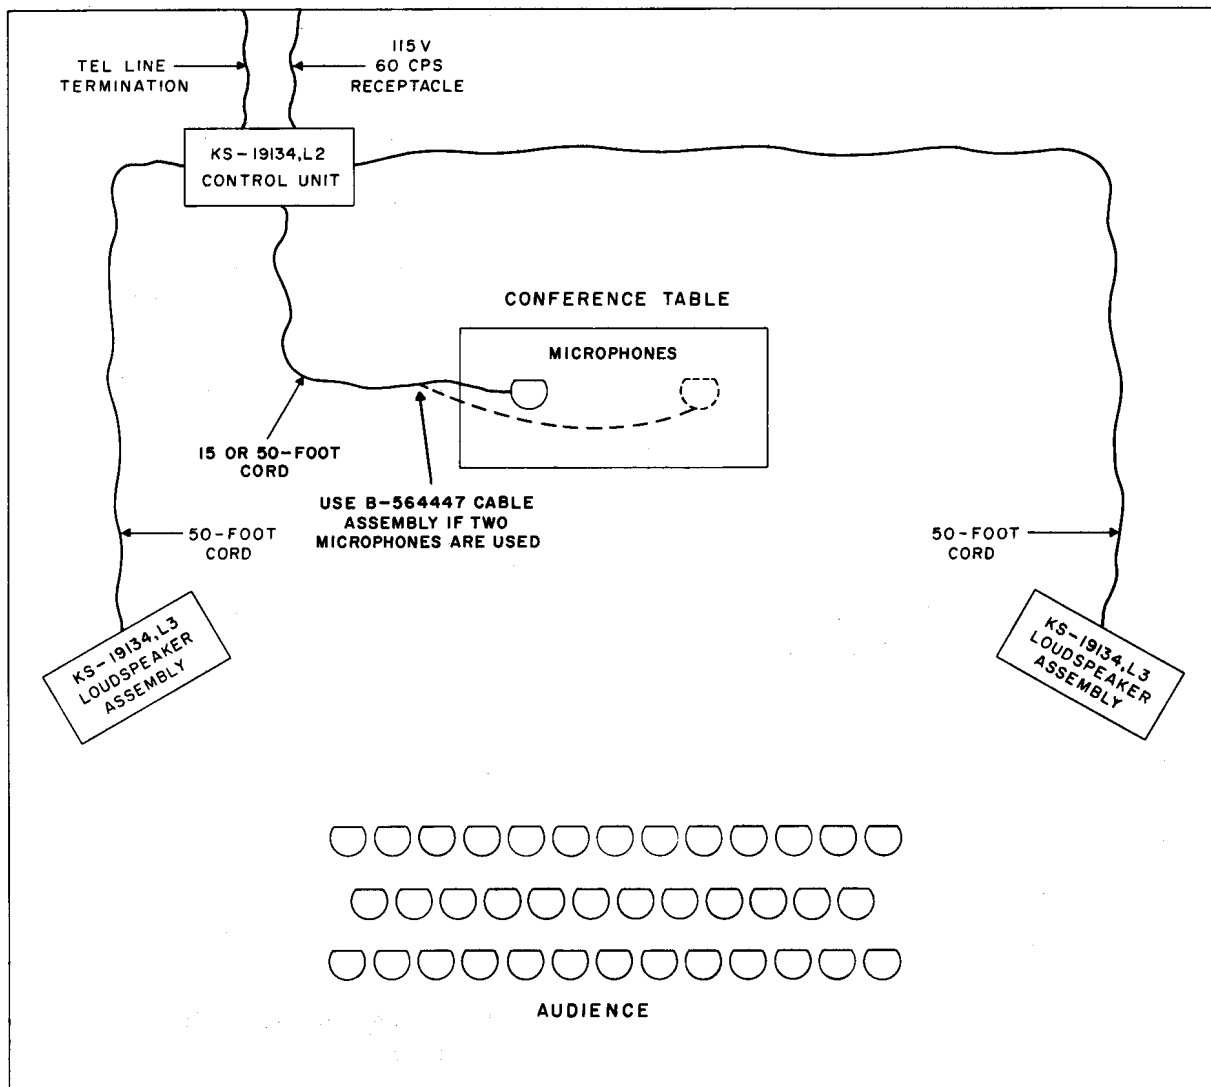 TEL LINE
TERMINATION
115V
60 CPS
RECEPTACLE
KS-19134,L2
CONTROL UNIT
CONFERENCE TABLE
MICROPHONES
15 OR 50-FOOT
CORD
USE B-564447 CABLE
ASSEMBLY IF TWO
MICROPHONES ARE USED
50-FOOT
CORD
50-FOOT
CORD
KS-19134,L3
LOUDSPEAKER
ASSEMBLY
KS-19134,L3
LOUDSPEAKER
ASSEMBLY
AUDIENCE